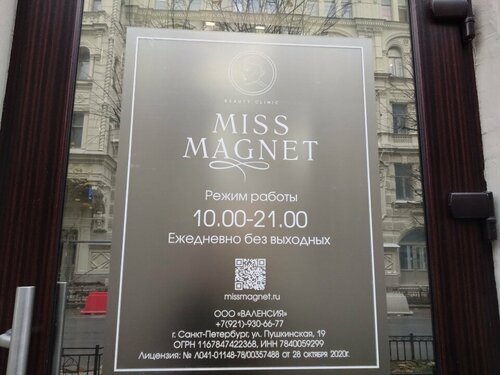 BEAUTY CLINIC
MISS
MAGNET
Режим работы
10.00-21.00
Ежедневно без выходных
missmagnet.ru
ООО «ВАЛЕНСИЯ»
+7(921)-930-66-77
г. Санкт-Петербург, ул. Пушкинская, 19
ОГРН 1167847422368, ИНН 7840059299
Лицензия: № ЛО41-01148-78/00357488 от 28 октября 2020г.